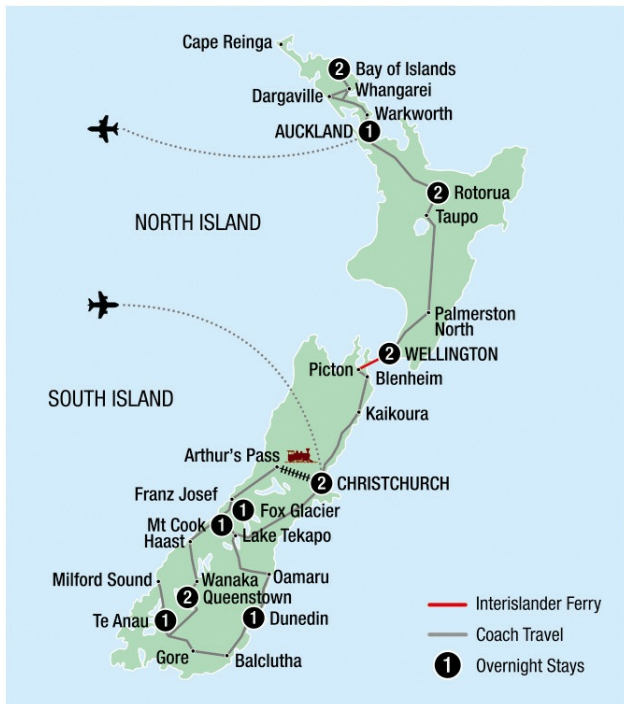 Cape Reinga
2 Bay of Islands
Whangarei
Dargaville
Warkworth
AUCKLAND 1
2 Rotorua
Taupo
NORTH ISLAND
Palmerston
North
2 WELLINGTON
Picton
Blenheim
SOUTH ISLAND
Kaikoura
Arthur's Pass
2 CHRISTCHURCH
Franz Josef
1 Fox Glacier
Mt Cook 1
Haast
Lake Tekapo
Milford Sound
Wanaka
Oamaru
2 Queenstown
Te Anau 1
1 Dunedin
Gore
Balclutha
Interislander Ferry
Coach Travel
1 Overnight Stays